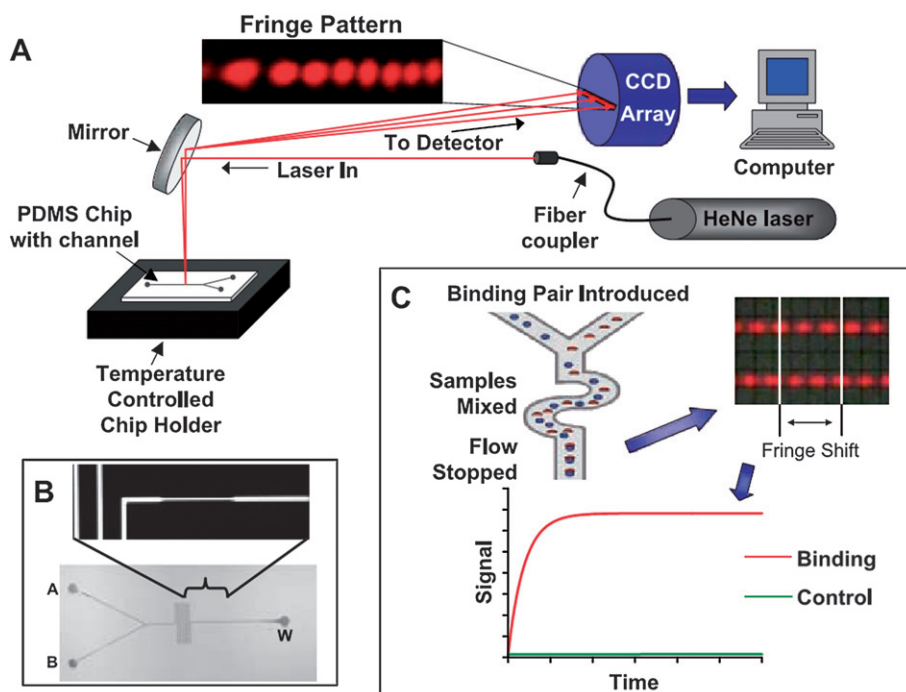 A
Fringe Pattern
CCD
Array
Mirror
To Detector
Computer
Laser In
PDMS Chip
with channel
Fiber
coupler
HeNe laser
Temperature
Controlled
Chip Holder
B
A
B
W
C
Binding Pair Introduced
Samples
Mixed
Flow
Stopped
Fringe Shift
Signal
Binding
Control
Time